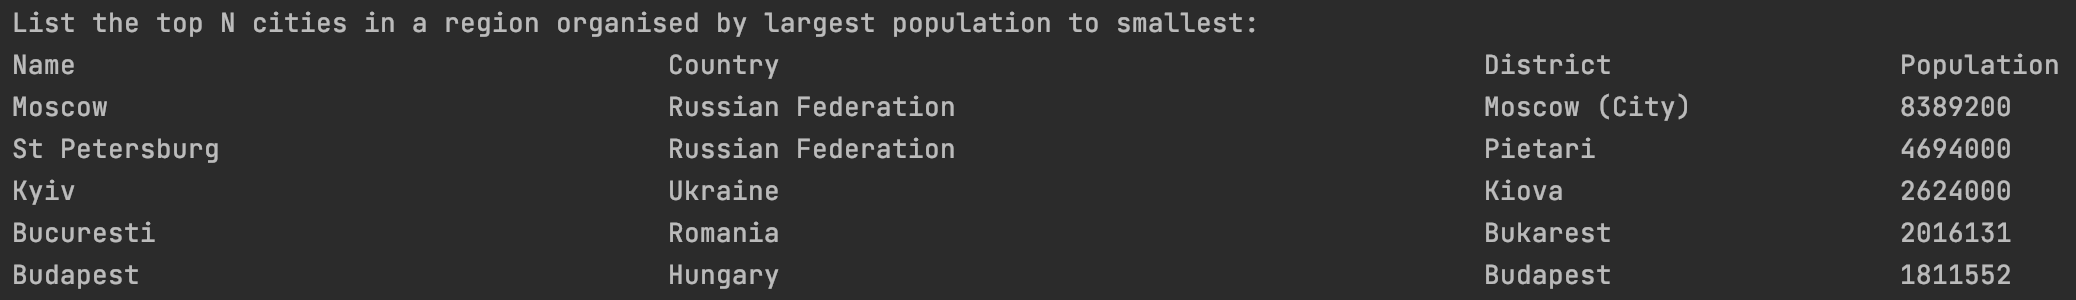 List the top N cities in a region organised by largest population to smallest:
Name Country District Population
Moscow Russian Federation Moscow (City) 8389200
St Petersburg Russian Federation Pietari 4694000
Kyiv Ukraine Kiova 2624000
Bucuresti Romania Bukarest 2016131
Budapest Hungary Budapest 1811552